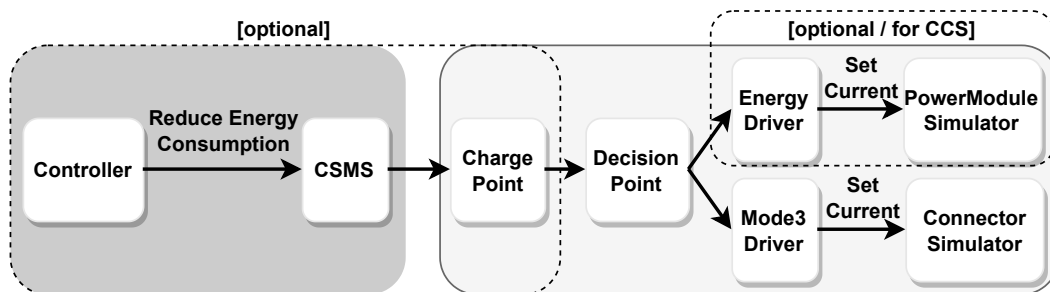 [optional]
[optional / for CCS]
Controller
Reduce Energy
Consumption
CSMS
Charge
Point
Decision
Point
Energy
Driver
Set
Current
PowerModule
Simulator
Mode3
Driver
Set
Current
Connector
Simulator